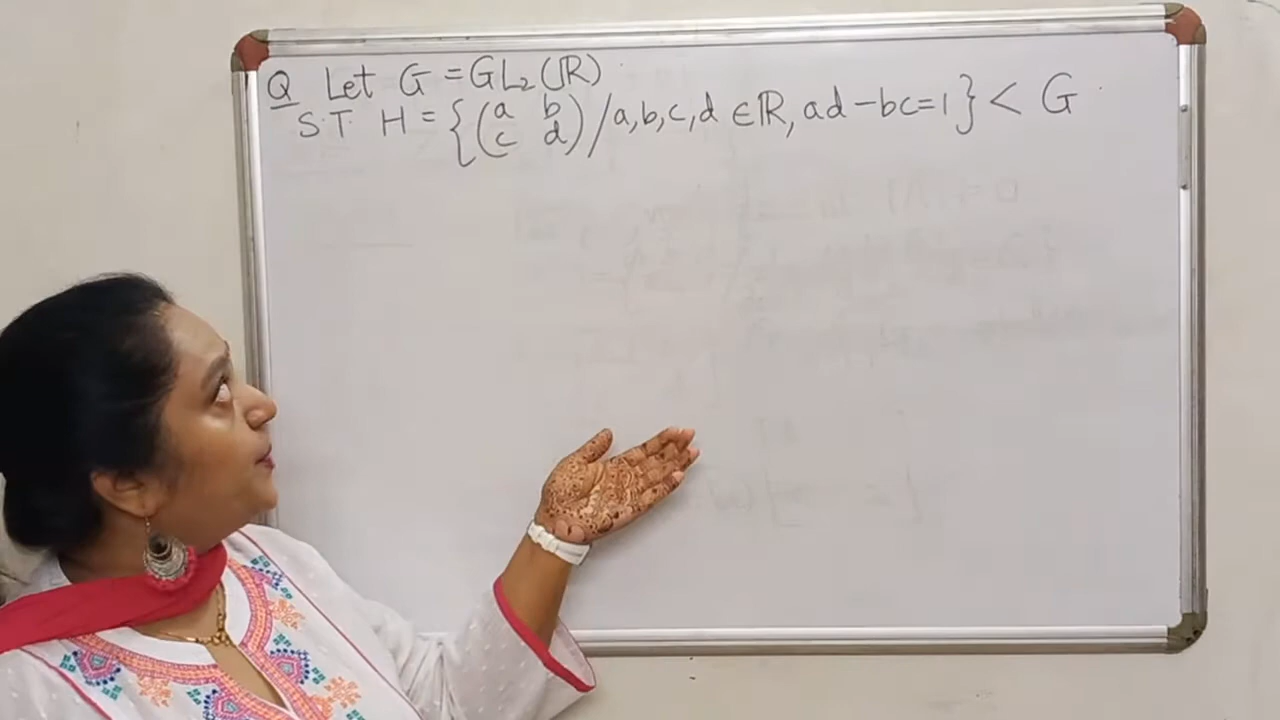 Q Let G = GL₂(ℝ)
S.T. H = {(a b
c d) / a,b,c,d ∈ ℝ, ad-bc=1} < G